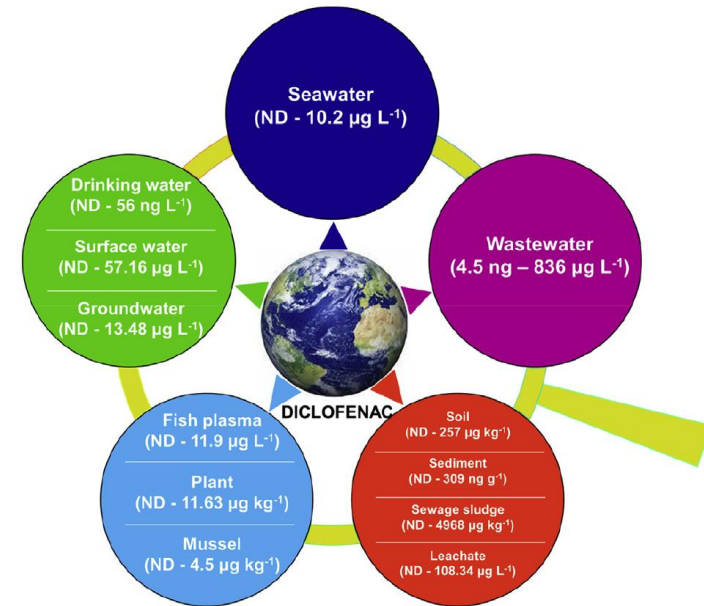 Seawater
(ND - 10.2 µg L⁻¹)
Drinking water
(ND - 56 ng L⁻¹)
Surface water
(ND - 57.16 µg L⁻¹)
Groundwater
(ND - 13.48 µg L⁻¹)
Wastewater
(4.5 ng – 836 µg L⁻¹)
DICLOFENAC
Fish plasma
(ND - 11.9 µg L⁻¹)
Plant
(ND - 11.63 µg kg⁻¹)
Mussel
(ND - 4.5 µg kg⁻¹)
Soil
(ND - 257 µg kg⁻¹)
Sediment
(ND - 309 ng g⁻¹)
Sewage sludge
(ND - 4968 µg kg⁻¹)
Leachate
(ND - 108.34 µg L⁻¹)